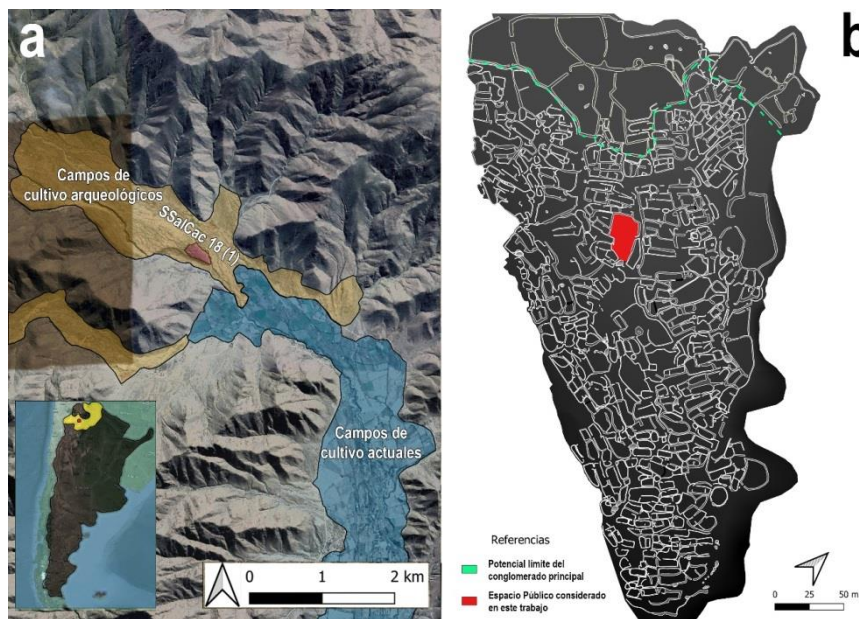 a
Campos de
cultivo arqueológicos
SSalCac 18 (1)
Campos de
cultivo actuales
0 1 2 km
b
Referencias
Potencial límite del
conglomerado principal
Espacio Público considerado
en este trabajo
0 25 50 m